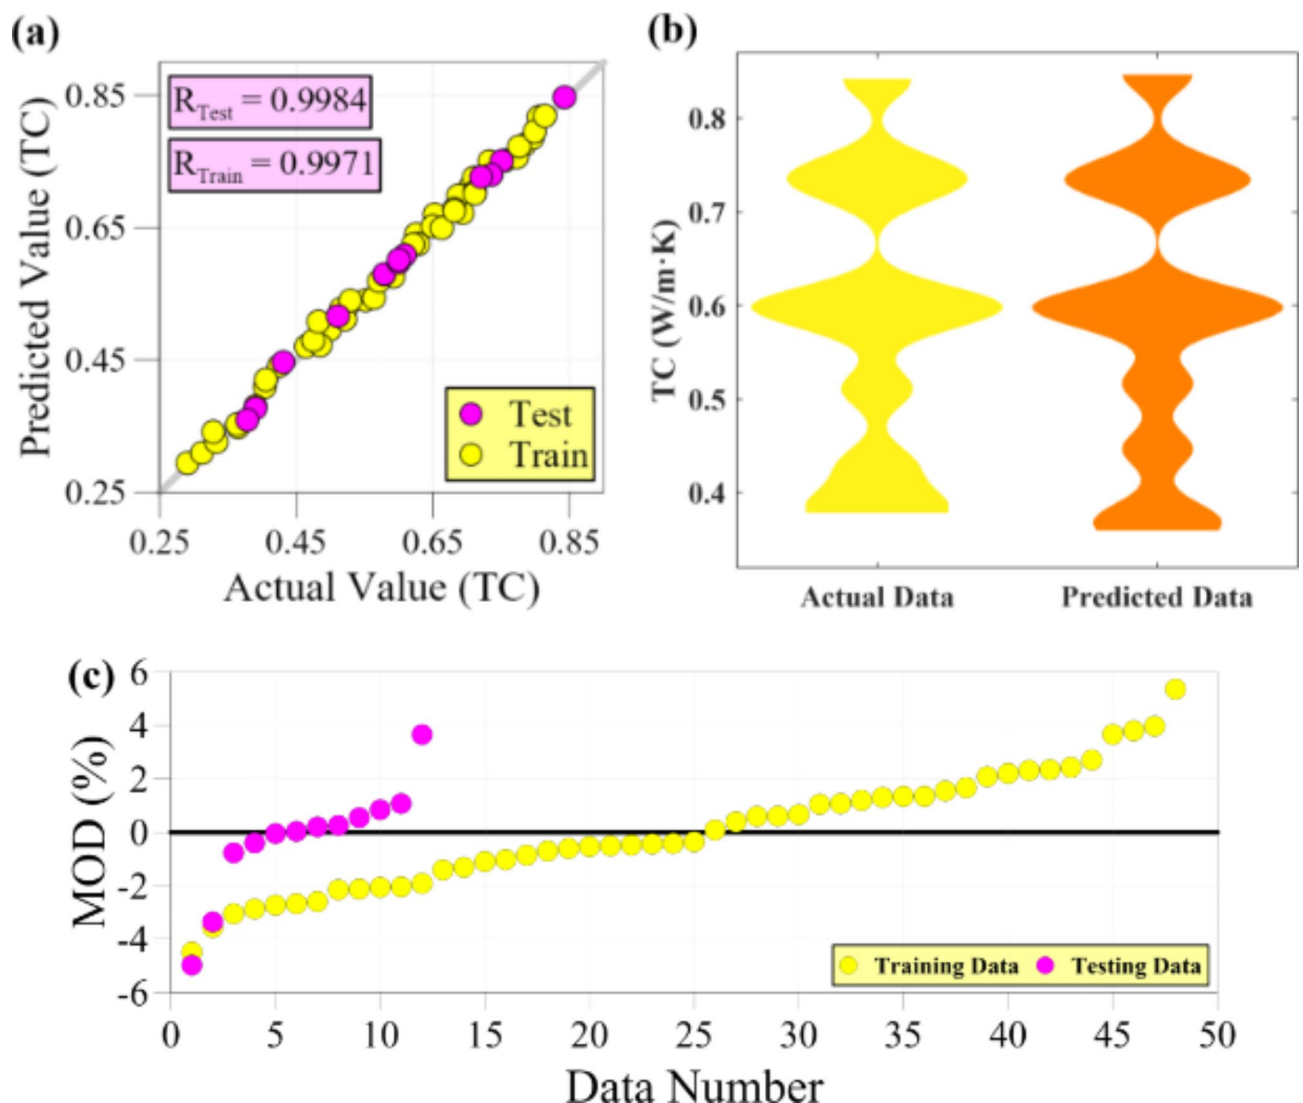 (a)
R_Test = 0.9984
R_Train = 0.9971
Predicted Value (TC)
0.85
0.65
0.45
0.25
Test
Train
0.25 0.45 0.65 0.85
Actual Value (TC)
(b)
TC (W/m·K)
0.8
0.7
0.6
0.5
0.4
Actual Data Predicted Data
(c)
MOD (%)
6
4
2
0
-2
-4
-6
Training Data Testing Data
0 5 10 15 20 25 30 35 40 45 50
Data Number